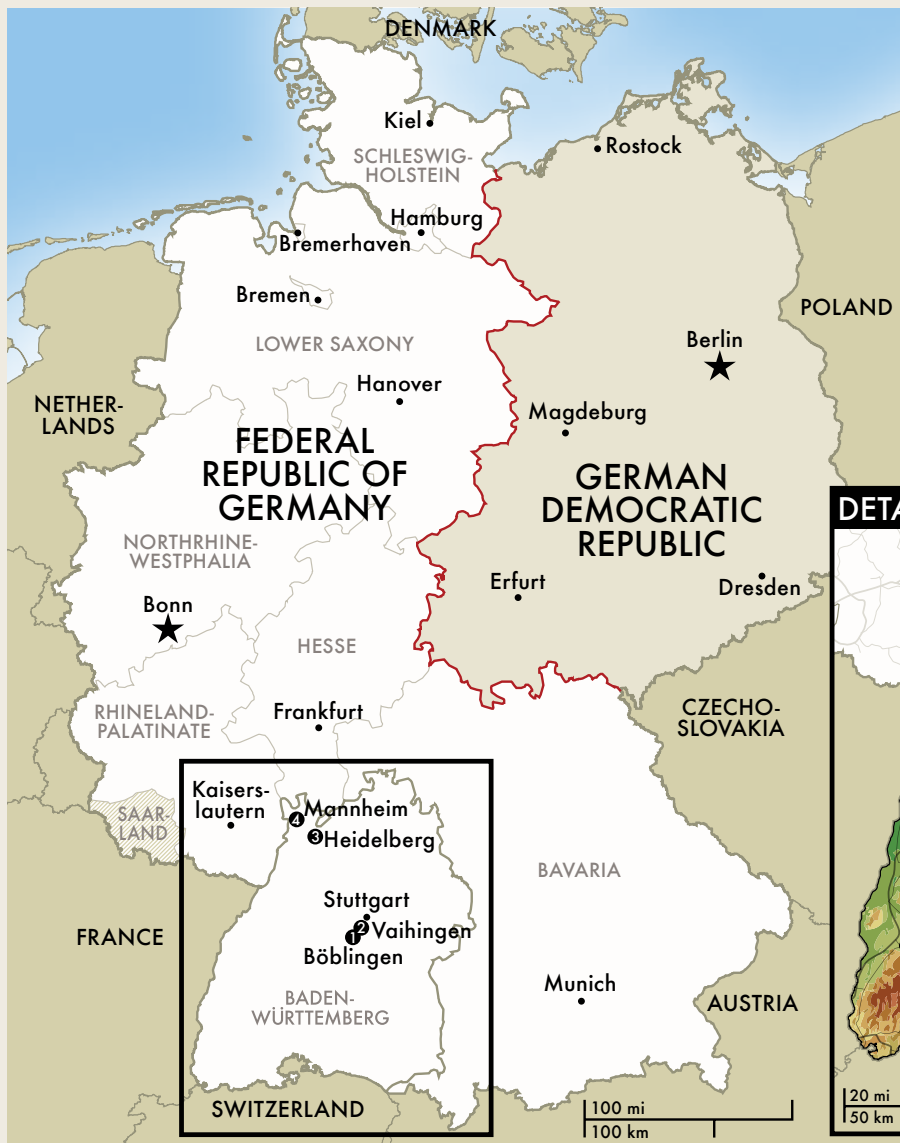 DENMARK
Kiel
SCHLESWIG-
HOLSTEIN
Rostock
Hamburg
Bremerhaven
Bremen
POLAND
LOWER SAXONY
Berlin
Hanover
NETHER-
LANDS
Magdeburg
FEDERAL
REPUBLIC OF
GERMANY
GERMAN
DEMOCRATIC
REPUBLIC
DETA
NORTHRHINE-
WESTPHALIA
Erfurt
Dresden
Bonn
HESSE
RHINELAND-
PALATINATE
Frankfurt
CZECHO-
SLOVAKIA
Kaisers-
lautern
SAAR-
LAND
4 Mannheim
3 Heidelberg
BAVARIA
Stuttgart
2 Vaihingen
1
Böblingen
FRANCE
Munich
BADEN-
WÜRTTEMBERG
AUSTRIA
SWITZERLAND
100 mi
100 km
20 mi
50 km